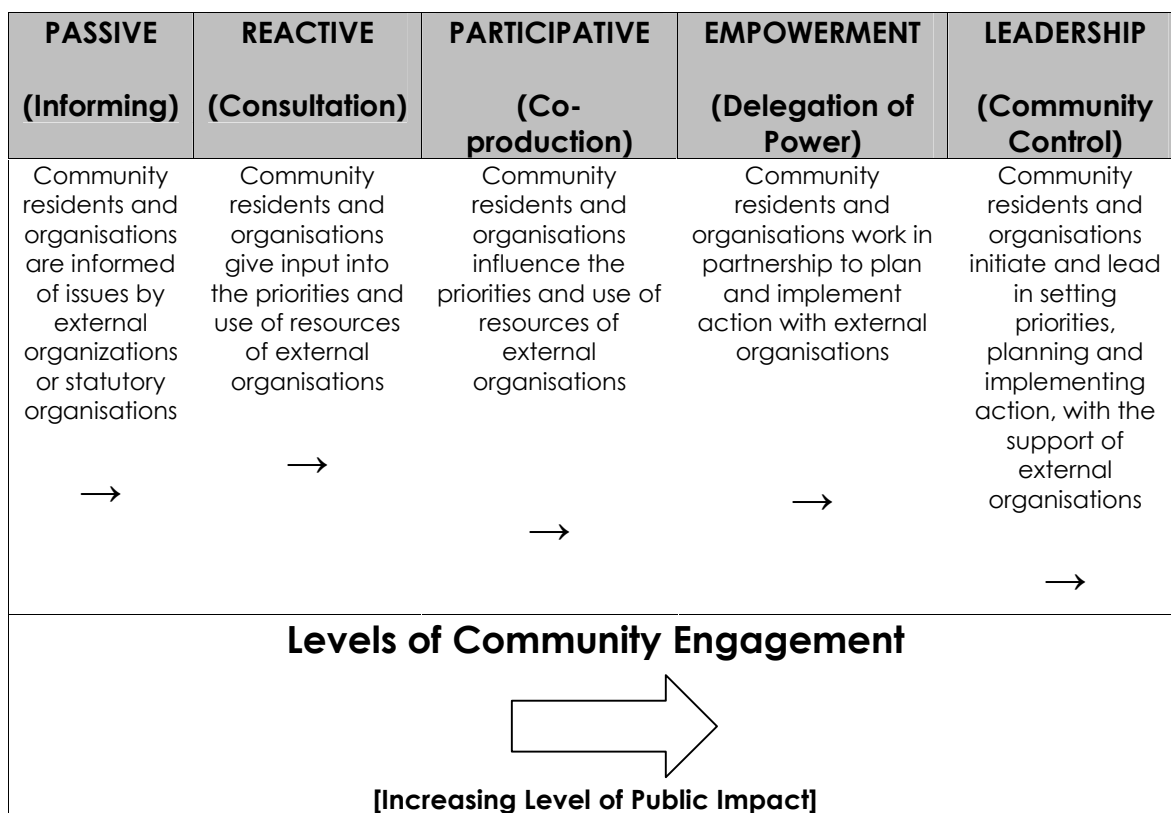 PASSIVE
(Informing)
REACTIVE
(Consultation)
PARTICIPATIVE
(Co-
production)
EMPOWERMENT
(Delegation of
Power)
LEADERSHIP
(Community
Control)
Community
residents and
organisations
are informed
of issues by
external
organizations
or statutory
organisations
→
Community
residents and
organisations
give input into
the priorities and
use of resources
of external
organisations
→
Community
residents and
organisations
influence the
priorities and use of
resources of
external
organisations
→
Community
residents and
organisations work in
partnership to plan
and implement
action with external
organisations
→
Community
residents and
organisations
initiate and lead
in setting
priorities,
planning and
implementing
action, with the
support of
external
organisations
→
Levels of Community Engagement
[Increasing Level of Public Impact]